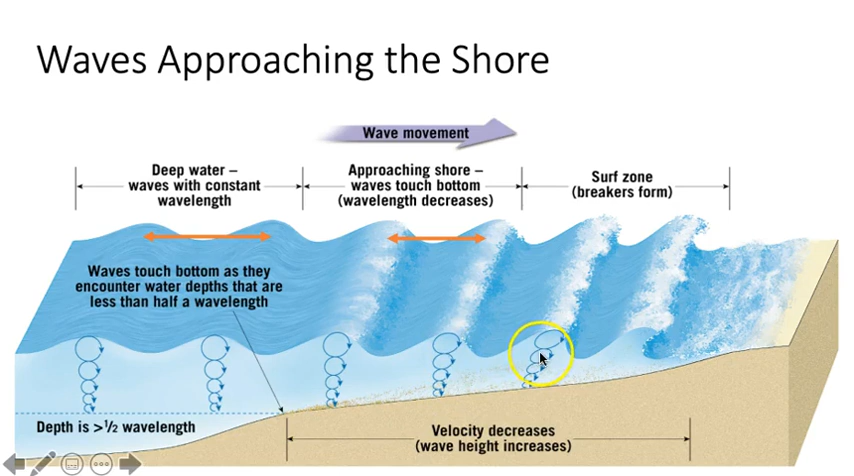 Waves Approaching the Shore
Wave movement
Deep water –
waves with constant
wavelength
Approaching shore –
waves touch bottom
(wavelength decreases)
Surf zone
(breakers form)
Waves touch bottom as they
encounter water depths that are
less than half a wavelength
Depth is >½ wavelength
Velocity decreases
(wave height increases)